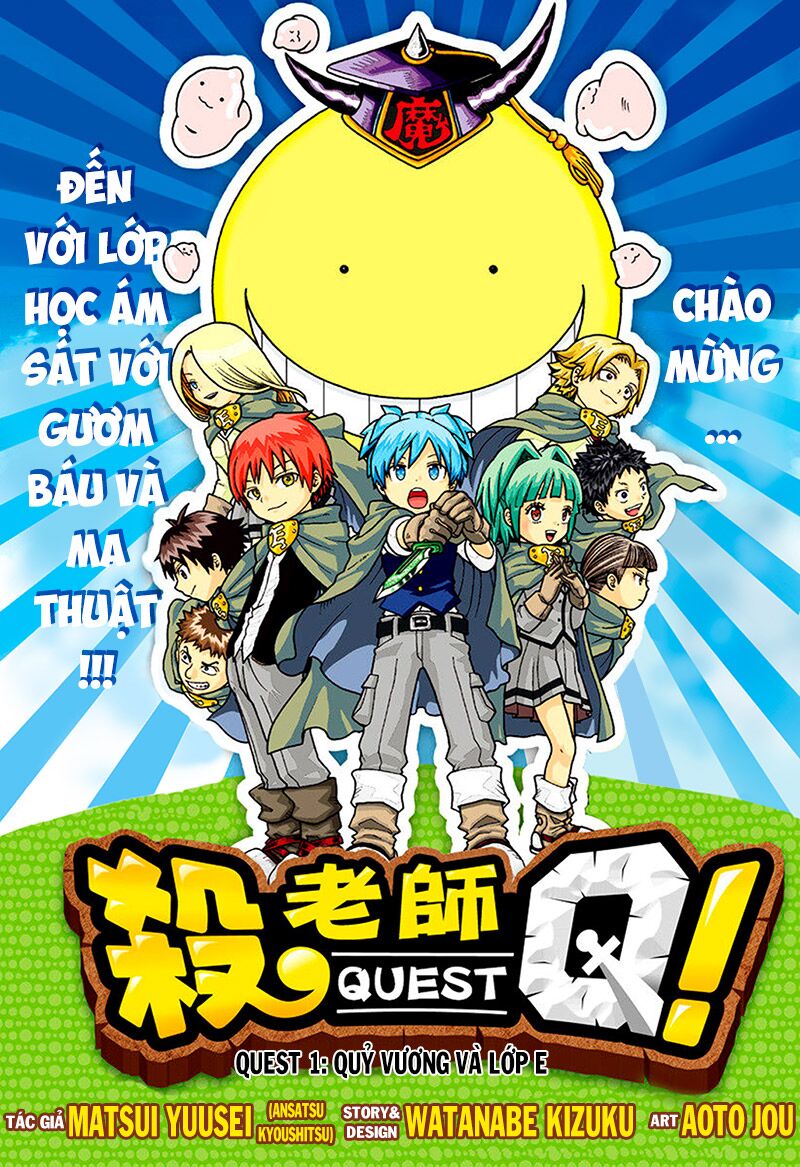 魔
CHÀO
MỪNG
...
ĐẾN
VỚI LỚP
HỌC ÁM
SÁT VỚI
GƯƠM
BÁU VÀ
MA
THUẬT
!!!
殺老師
QUEST
Q!
QUEST 1: QUỶ VƯƠNG VÀ LỚP E
TÁC GIẢ MATSUI YUUSEI (ANSATSU KYOUSHITSU) STORY& DESIGN WATANABE KIZUKU ART AOTO JOU